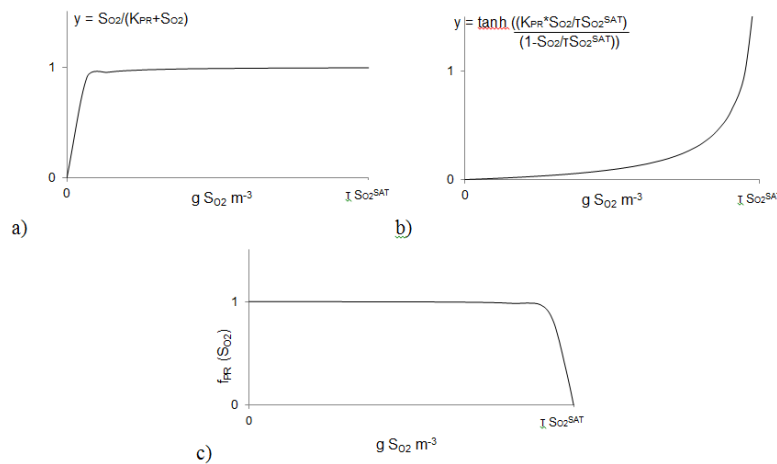 y = So2/(KPR+So2)
1
0
0
τ So2SAT
g So2 m-3
a)
y = tanh ((KPR*So2/τSo2SAT)
(1-So2/τSo2SAT))
1
0
0
τ So2SAT
g So2 m-3
b)
fPR (So2)
1
0
0
τ So2SAT
g So2 m-3
c)